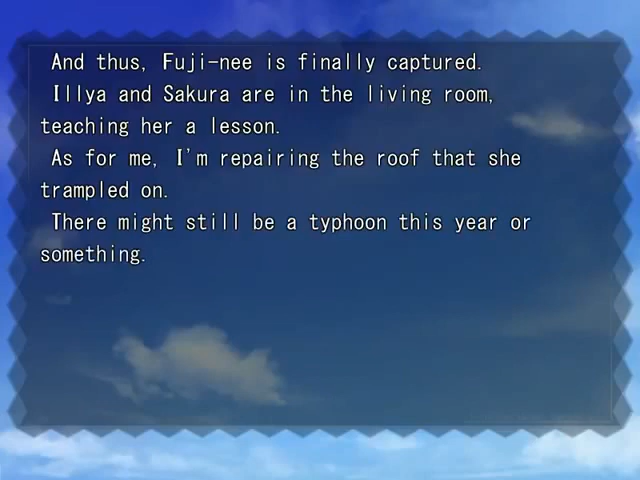 And thus, Fuji-nee is finally captured.
Illya and Sakura are in the living room,
teaching her a lesson.
As for me, I'm repairing the roof that she
trampled on.
There might still be a typhoon this year or
something.